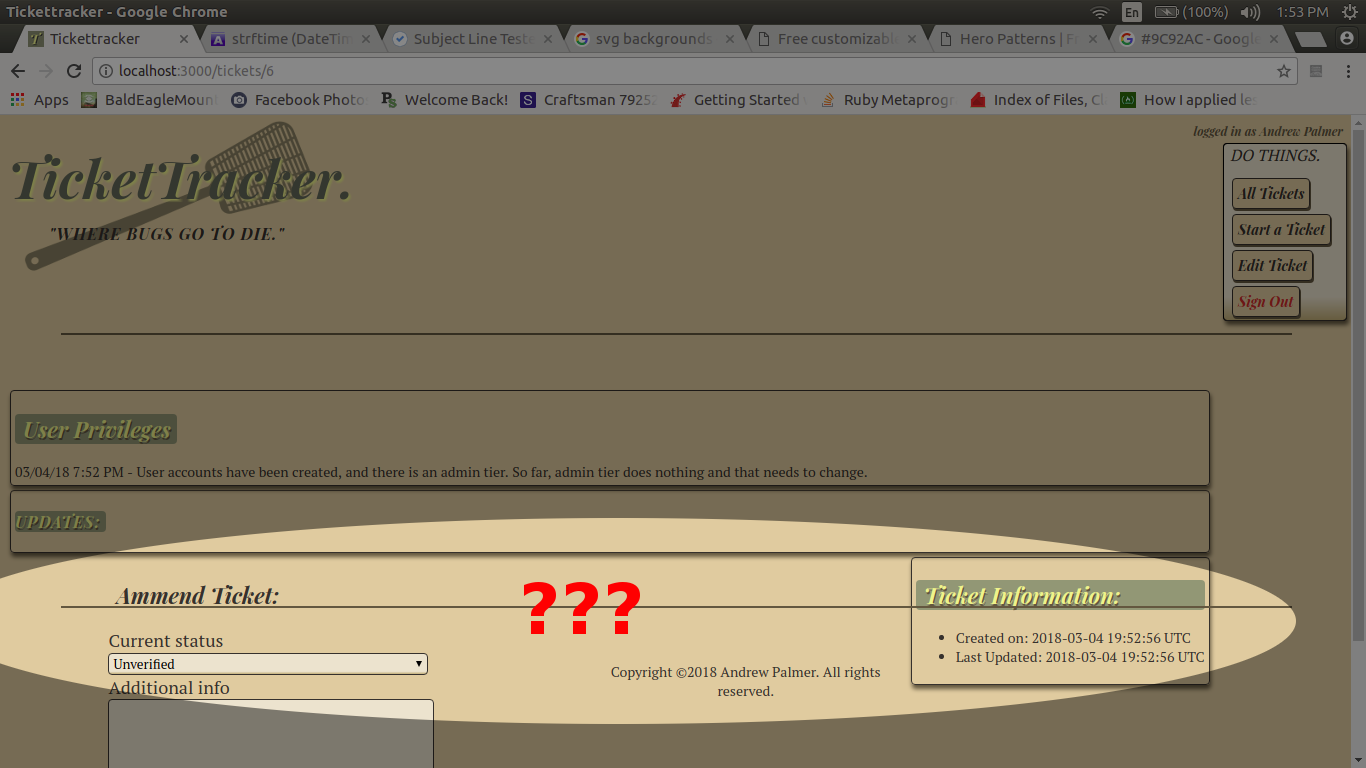 Tickettracker - Google Chrome
En
(100%)
1:53 PM
Tickettracker
strftime (DateTim
Subject Line Teste
svg backgrounds
Free customizabl
Hero Patterns | Fr
#9C92AC - Google
localhost:3000/tickets/6
Apps
BaldEagleMoun
Facebook Photo
Welcome Back!
Craftsman 7925
Getting Started
Ruby Metaprogr
Index of Files, Cl
How I applied les
logged in as Andrew Palmer
TicketTracker.
"WHERE BUGS GO TO DIE."
DO THINGS.
All Tickets
Start a Ticket
Edit Ticket
Sign Out
User Privileges
03/04/18 7:52 PM - User accounts have been created, and there is an admin tier. So far, admin tier does nothing and that needs to change.
UPDATES:
Ammend Ticket:
???
Ticket Information:
Current status
Unverified
Additional info
Created on: 2018-03-04 19:52:56 UTC
Last Updated: 2018-03-04 19:52:56 UTC
Copyright ©2018 Andrew Palmer. All rights
reserved.